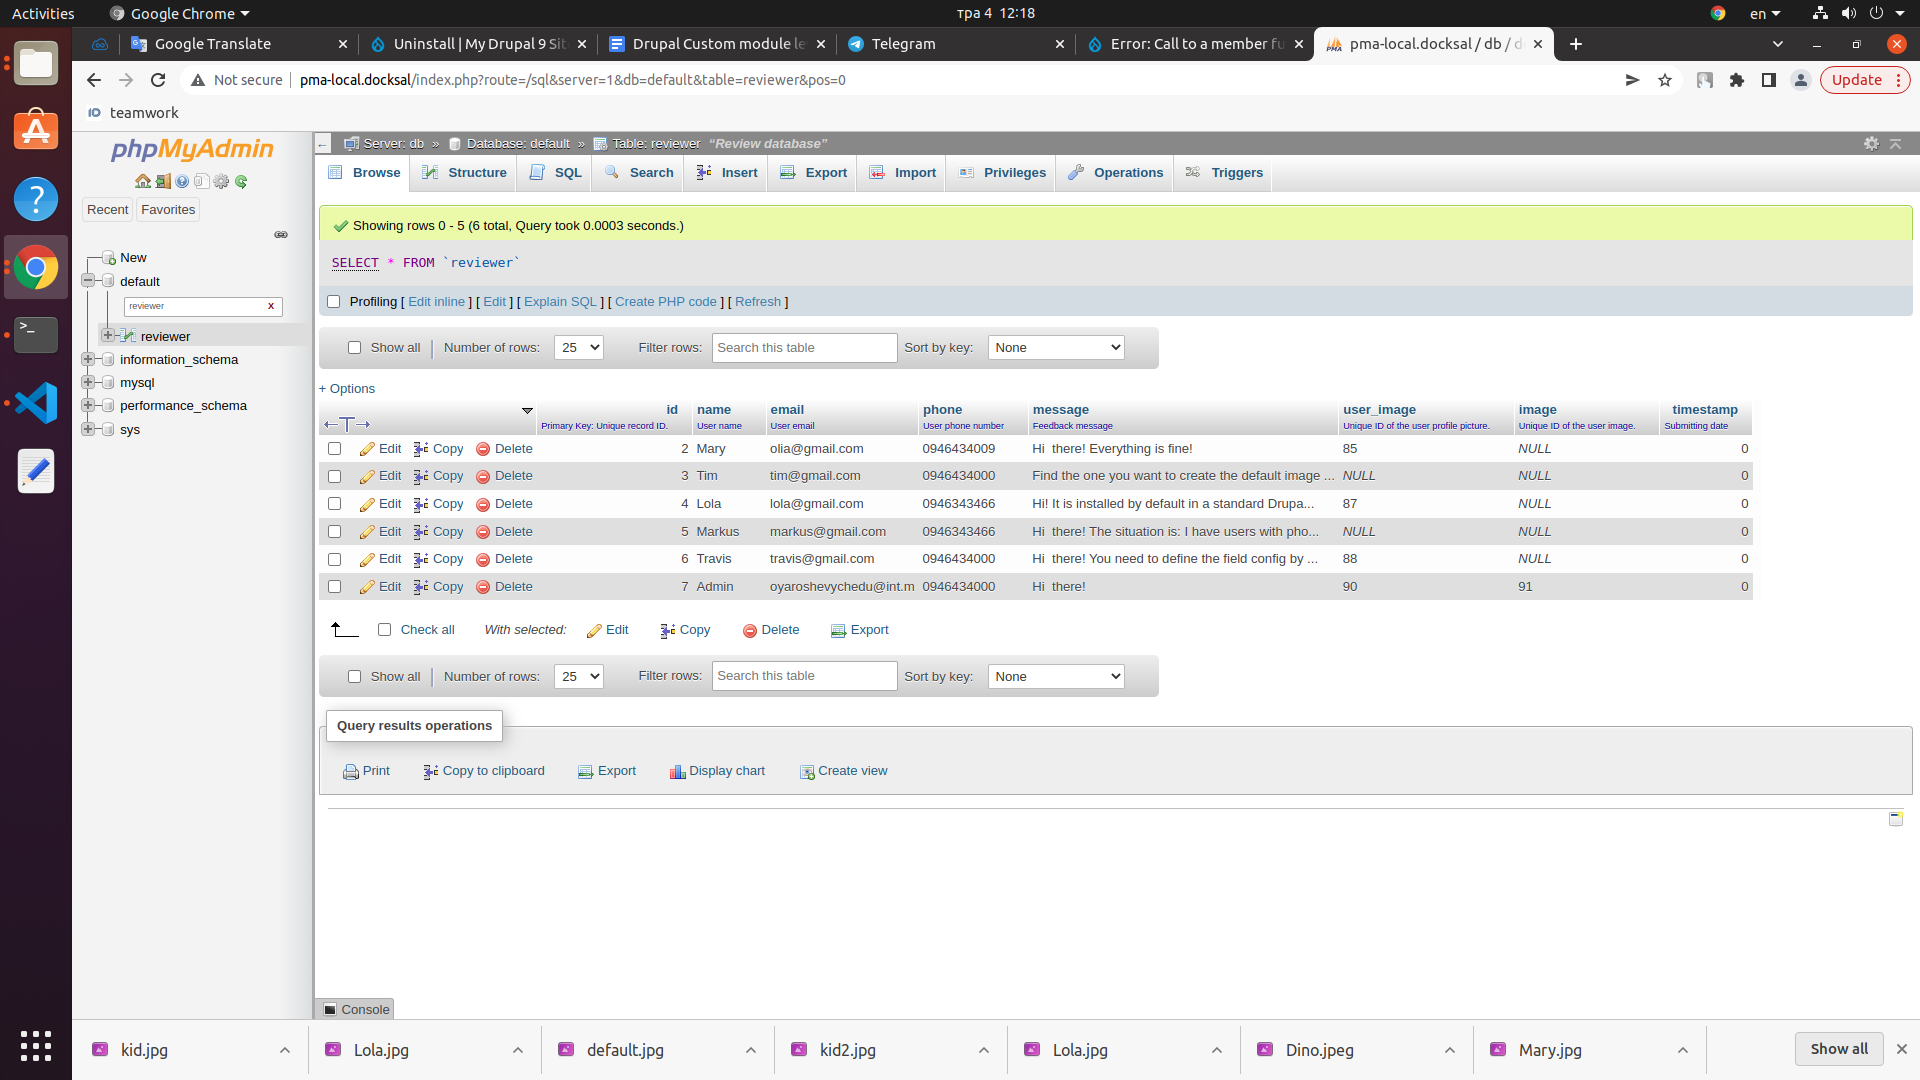 Activities
Google Chrome
тра 4 12:18
en
Google Translate
Uninstall | My Drupal 9 Sit
Drupal Custom module le
Telegram
Error: Call to a member fu
pma-local.docksal / db / d
Not secure
pma-local.docksal/index.php?route=/sql&server=1&db=default&table=reviewer&pos=0
Update
teamwork
phpMyAdmin
Recent
Favorites
New
default
reviewer
x
reviewer
information_schema
mysql
performance_schema
sys
Server: db » Database: default » Table: reviewer "Review database"
Browse Structure SQL Search Insert Export Import Privileges Operations Triggers
Showing rows 0 - 5 (6 total, Query took 0.0003 seconds.)
SELECT * FROM `reviewer`
Profiling [ Edit inline ] [ Edit ] [ Explain SQL ] [ Create PHP code ] [ Refresh ]
Show all Number of rows: 25 Filter rows: Search this table Sort by key: None
+ Options
id name email phone message user_image image timestamp
Primary Key: Unique record ID. User name User email User phone number Feedback message Unique ID of the user profile picture. Unique ID of the user image. Submitting date
Edit Copy Delete 2 Mary olia@gmail.com 0946434009 Hi there! Everything is fine! 85 NULL 0
Edit Copy Delete 3 Tim tim@gmail.com 0946434000 Find the one you want to create the default image ... NULL NULL 0
Edit Copy Delete 4 Lola lola@gmail.com 0946343466 Hi! It is installed by default in a standard Drupa... 87 NULL 0
Edit Copy Delete 5 Markus markus@gmail.com 0946343466 Hi there! The situation is: I have users with pho... NULL NULL 0
Edit Copy Delete 6 Travis travis@gmail.com 0946434000 Hi there! You need to define the field config by ... 88 NULL 0
Edit Copy Delete 7 Admin oyaroshevychedu@int.m 0946434000 Hi there! 90 91 0
Check all With selected: Edit Copy Delete Export
Show all Number of rows: 25 Filter rows: Search this table Sort by key: None
Query results operations
Print Copy to clipboard Export Display chart Create view
Console
kid.jpg
Lola.jpg
default.jpg
kid2.jpg
Lola.jpg
Dino.jpeg
Mary.jpg
Show all